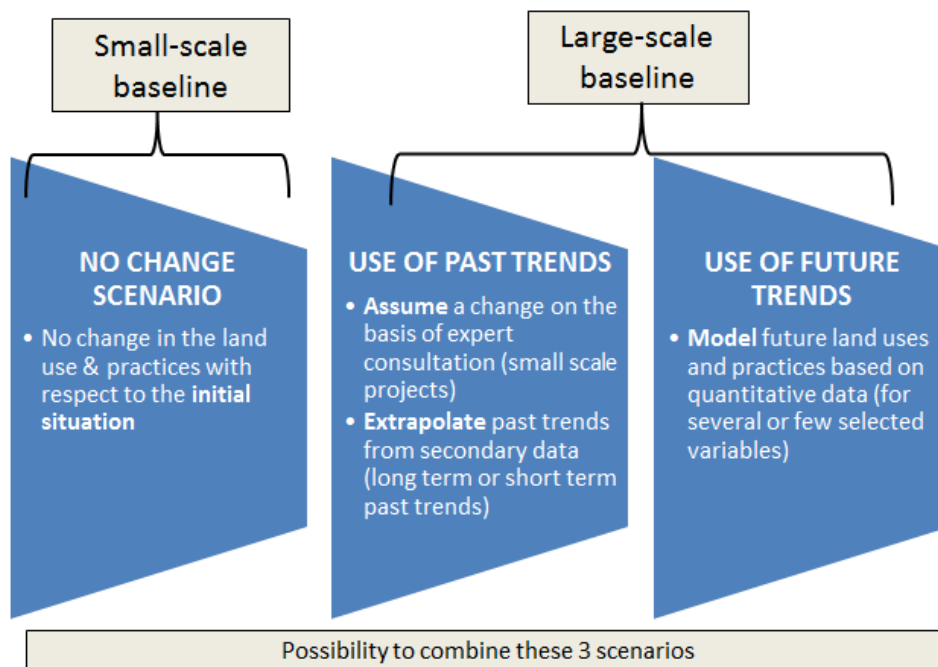 Small-scale
baseline
Large-scale
baseline
NO CHANGE
SCENARIO
• No change in the land
use & practices with
respect to the initial
situation
USE OF PAST TRENDS
• Assume a change on the
basis of expert
consultation (small scale
projects)
• Extrapolate past trends
from secondary data
(long term or short term
past trends)
USE OF FUTURE
TRENDS
• Model future land uses
and practices based on
quantitative data (for
several or few selected
variables)
Possibility to combine these 3 scenarios